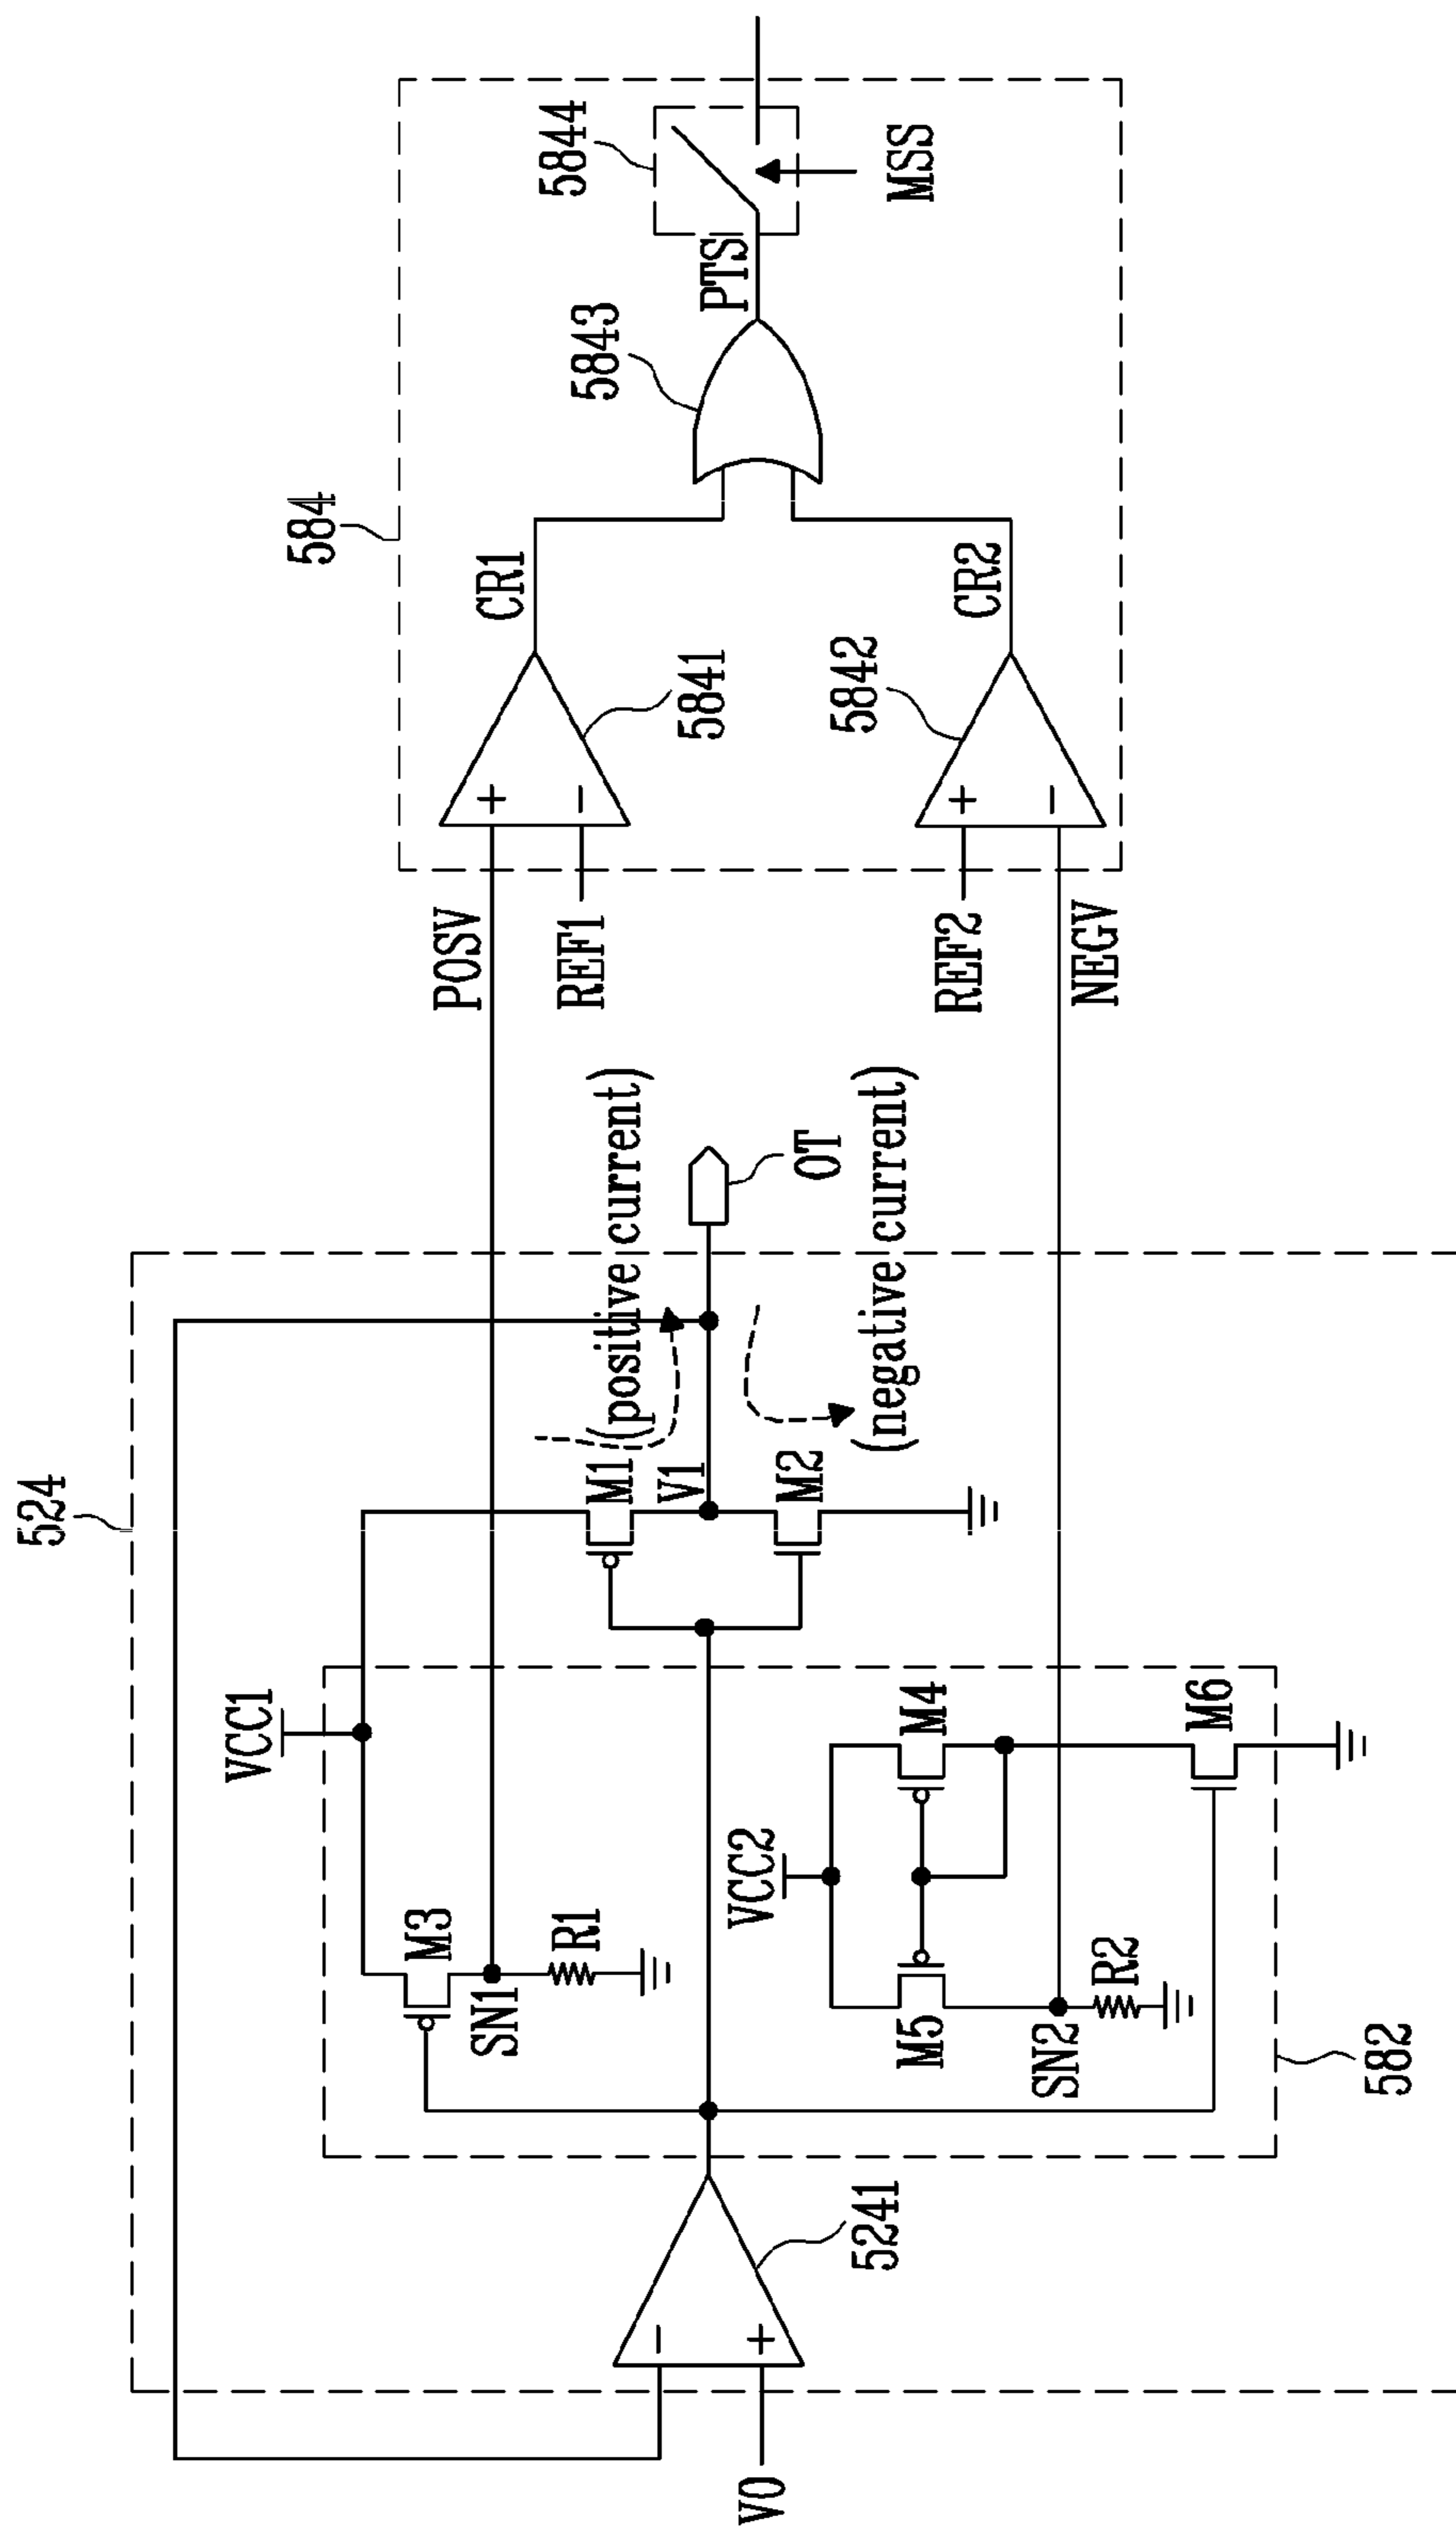 524
584
VCC1
POSV
CR1
5843
5844
M3
SN1
R1
M1
(positive current)
REF1
5841
PTS
V1
OT
MSS
VCC2
M2
(negative current)
5842
5241
V0
M5
M4
REF2
CR2
SN2
R2
NEGV
M6
582